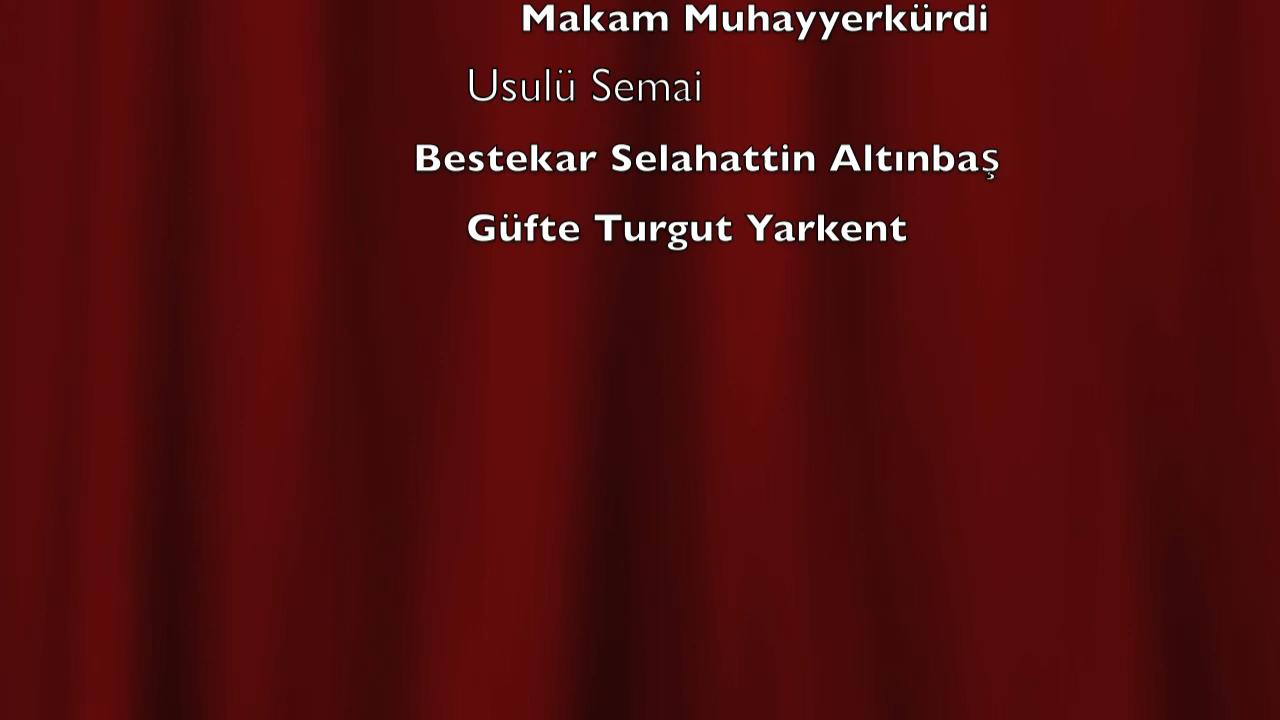 Makam Muhayyerkürdi
Usulü Semai
Bestekar Selahattin Altınbaş
Güfte Turgut Yarkent